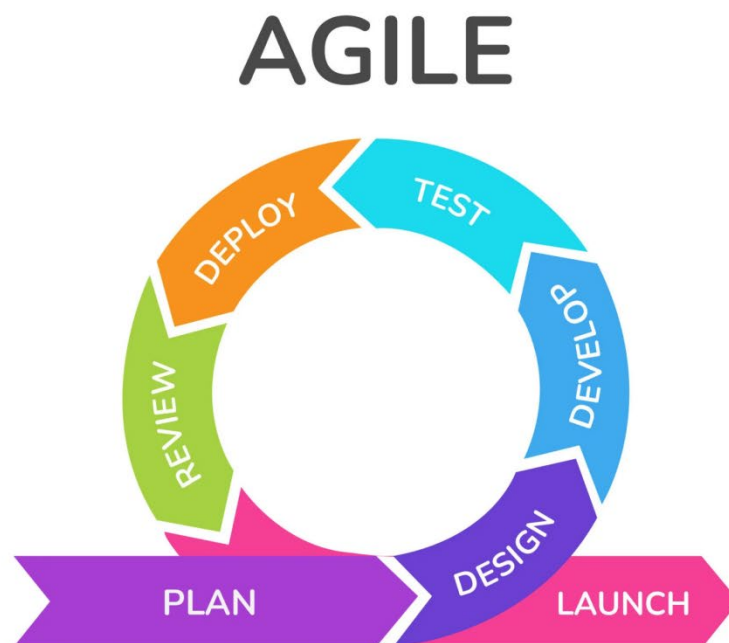 AGILE
PLAN
DESIGN
DEVELOP
TEST
DEPLOY
REVIEW
LAUNCH